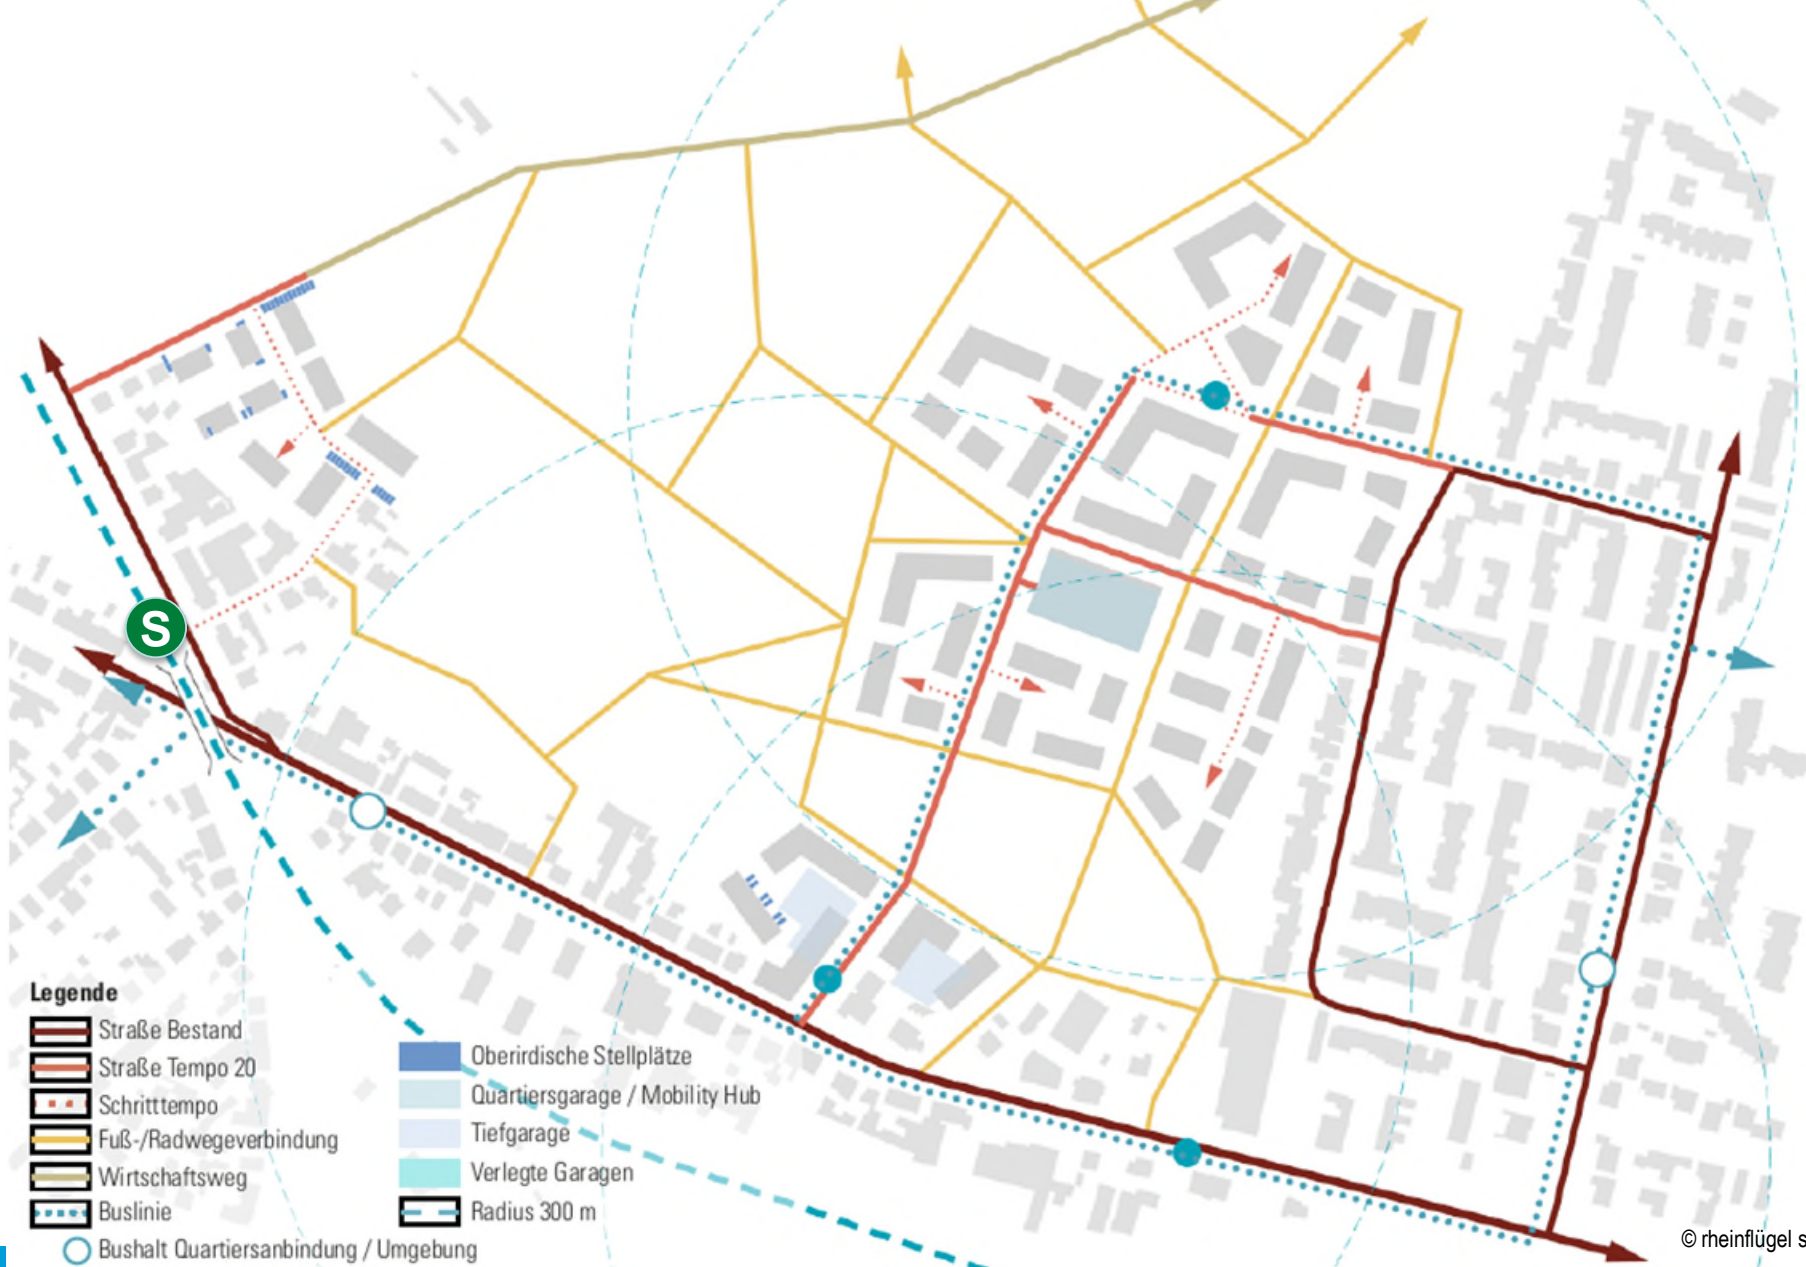 S
Legende
Straße Bestand
Straße Tempo 20
Schritttempo
Fuß-/Radwegeverbindung
Wirtschaftsweg
Buslinie
Bushalt Quartiersanbindung / Umgebung
Oberirdische Stellplätze
Quartiersgarage / Mobility Hub
Tiefgarage
Verlegte Garagen
Radius 300 m
© rheinflügel s